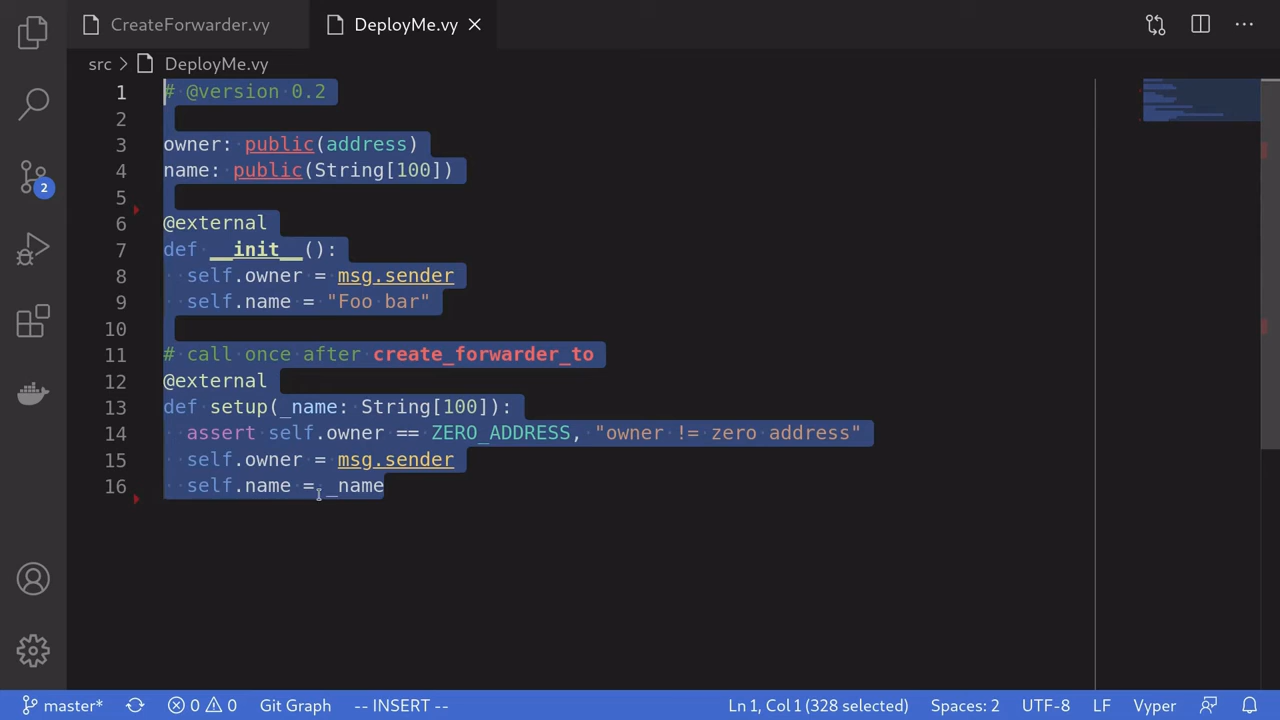 CreateForwarder.vy DeployMe.vy
src DeployMe.vy
1 # @version 0.2
2
3 owner: public(address)
4 name: public(String[100])
5
6 @external
7 def __init__():
8   self.owner = msg.sender
9   self.name = "Foo bar"
10
11 # call once after create_forwarder_to
12 @external
13 def setup(_name: String[100]):
14   assert self.owner == ZERO_ADDRESS, "owner != zero address"
15   self.owner = msg.sender
16   self.name = _name
2
master* 0 0 Git Graph -- INSERT -- Ln 1, Col 1 (328 selected) Spaces: 2 UTF-8 LF Vyper